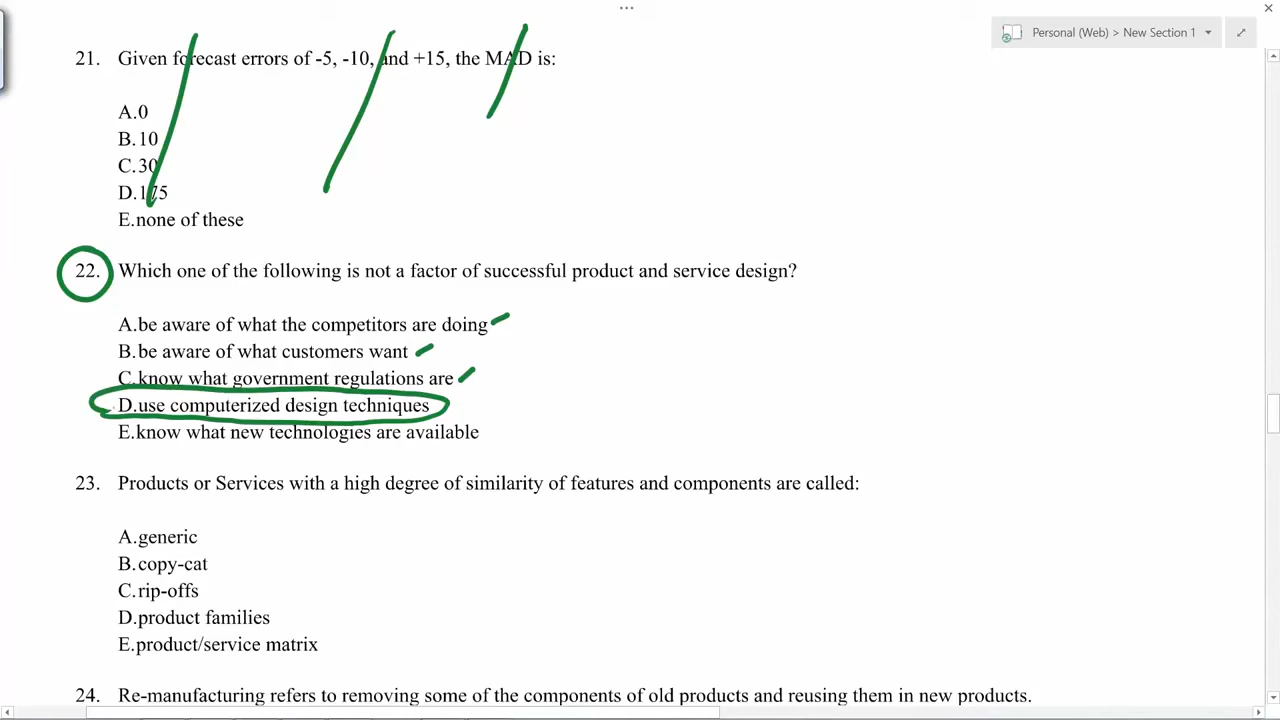 Personal (Web) > New Section 1
21. Given forecast errors of -5, -10, and +15, the MAD is:
A.0
B.10
C.30
D.175
E.none of these
22. Which one of the following is not a factor of successful product and service design?
A.be aware of what the competitors are doing
B.be aware of what customers want
C.know what government regulations are
D.use computerized design techniques
E.know what new technologies are available
23. Products or Services with a high degree of similarity of features and components are called:
A.generic
B.copy-cat
C.rip-offs
D.product families
E.product/service matrix
24. Re-manufacturing refers to removing some of the components of old products and reusing them in new products.